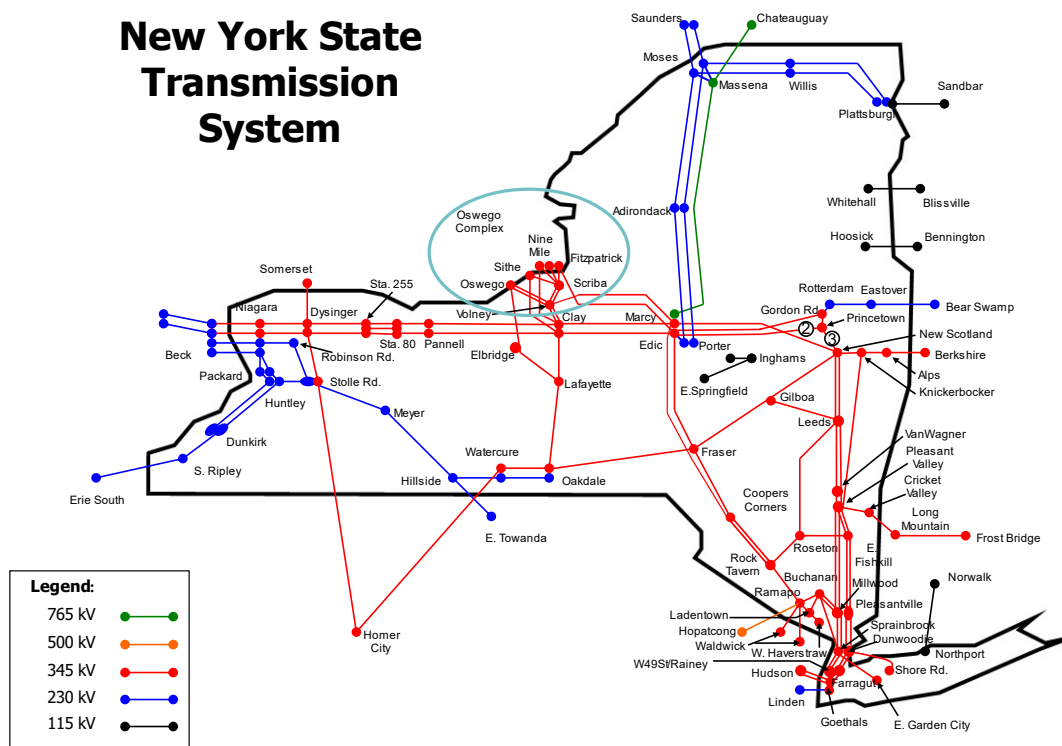 New York State
Transmission
System
Saunders
Chateauguay
Moses
Massena
Willis
Sandbar
Plattsburgh
Whitehall
Blissville
Adirondack
Hoosick
Bennington
Oswego
Complex
Nine
Mile
Fitzpatrick
Sithe
Oswego
Scriba
Somerset
Sta. 255
Niagara
Dysinger
Volney
Clay
Marcy
Rotterdam
Eastover
Gordon Rd.
Bear Swamp
Princetown
2
3
New Scotland
Beck
Robinson Rd.
Sta. 80
Pannell
Elbridge
Edic
Porter
Inghams
Berkshire
Alps
Knickerbocker
Packard
Stolle Rd.
Lafayette
E.Springfield
Huntley
Meyer
Gilboa
Leeds
Dunkirk
VanWagner
Pleasant
Valley
Cricket
Valley
S. Ripley
Watercure
Fraser
Erie South
Hillside
Oakdale
Coopers
Corners
Long
Mountain
E. Towanda
Roseton
E.
Fishkill
Frost Bridge
Rock
Tavern
Buchanan
Millwood
Norwalk
Ramapo
Ladentown
Pleasantville
Hopatcong
Sprainbrook
Waldwick
W. Haverstraw
Dunwoodie
Northport
W49St/Rainey
Hudson
Farragut
Shore Rd.
Linden
Goethals
E. Garden City
Homer
City
Legend:
765 kV
500 kV
345 kV
230 kV
115 kV